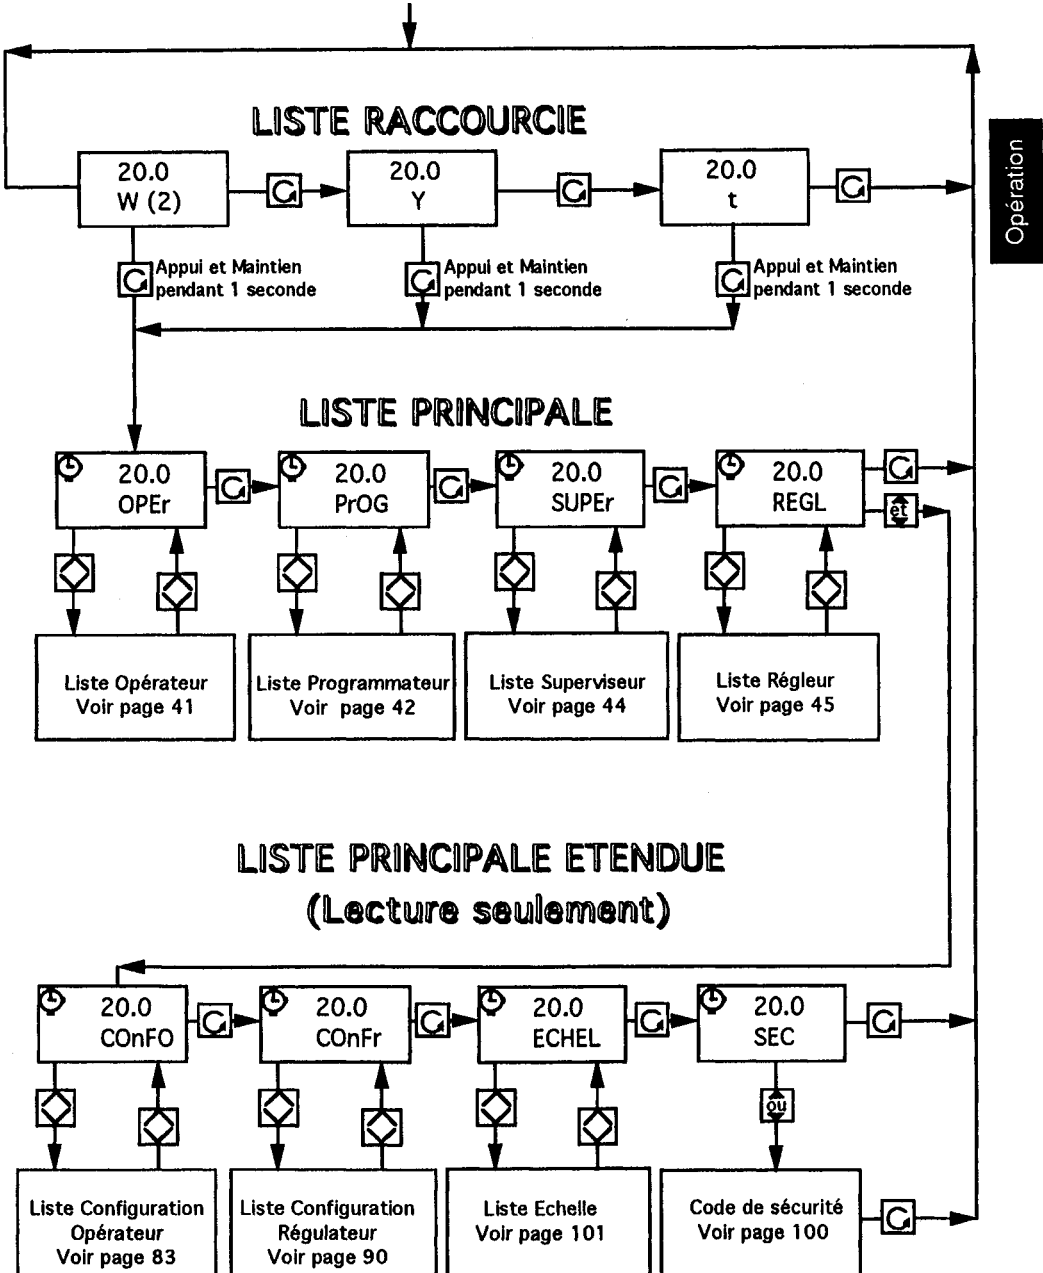 LISTE RACCOURCIE
Opération
20.0
W (2)
20.0
Y
20.0
t
Appui et Maintien
pendant 1 seconde
Appui et Maintien
pendant 1 seconde
Appui et Maintien
pendant 1 seconde
LISTE PRINCIPALE
20.0
OPEr
20.0
PrOG
20.0
SUPEr
20.0
REGL
et
Liste Opérateur
Voir page 41
Liste Programmateur
Voir page 42
Liste Superviseur
Voir page 44
Liste Régleur
Voir page 45
LISTE PRINCIPALE ETENDUE
(Lecture seulement)
20.0
COnFO
20.0
COnFr
20.0
ECHEL
20.0
SEC
ou
Liste Configuration
Opérateur
Voir page 83
Liste Configuration
Régulateur
Voir page 90
Liste Echelle
Voir page 101
Code de sécurité
Voir page 100